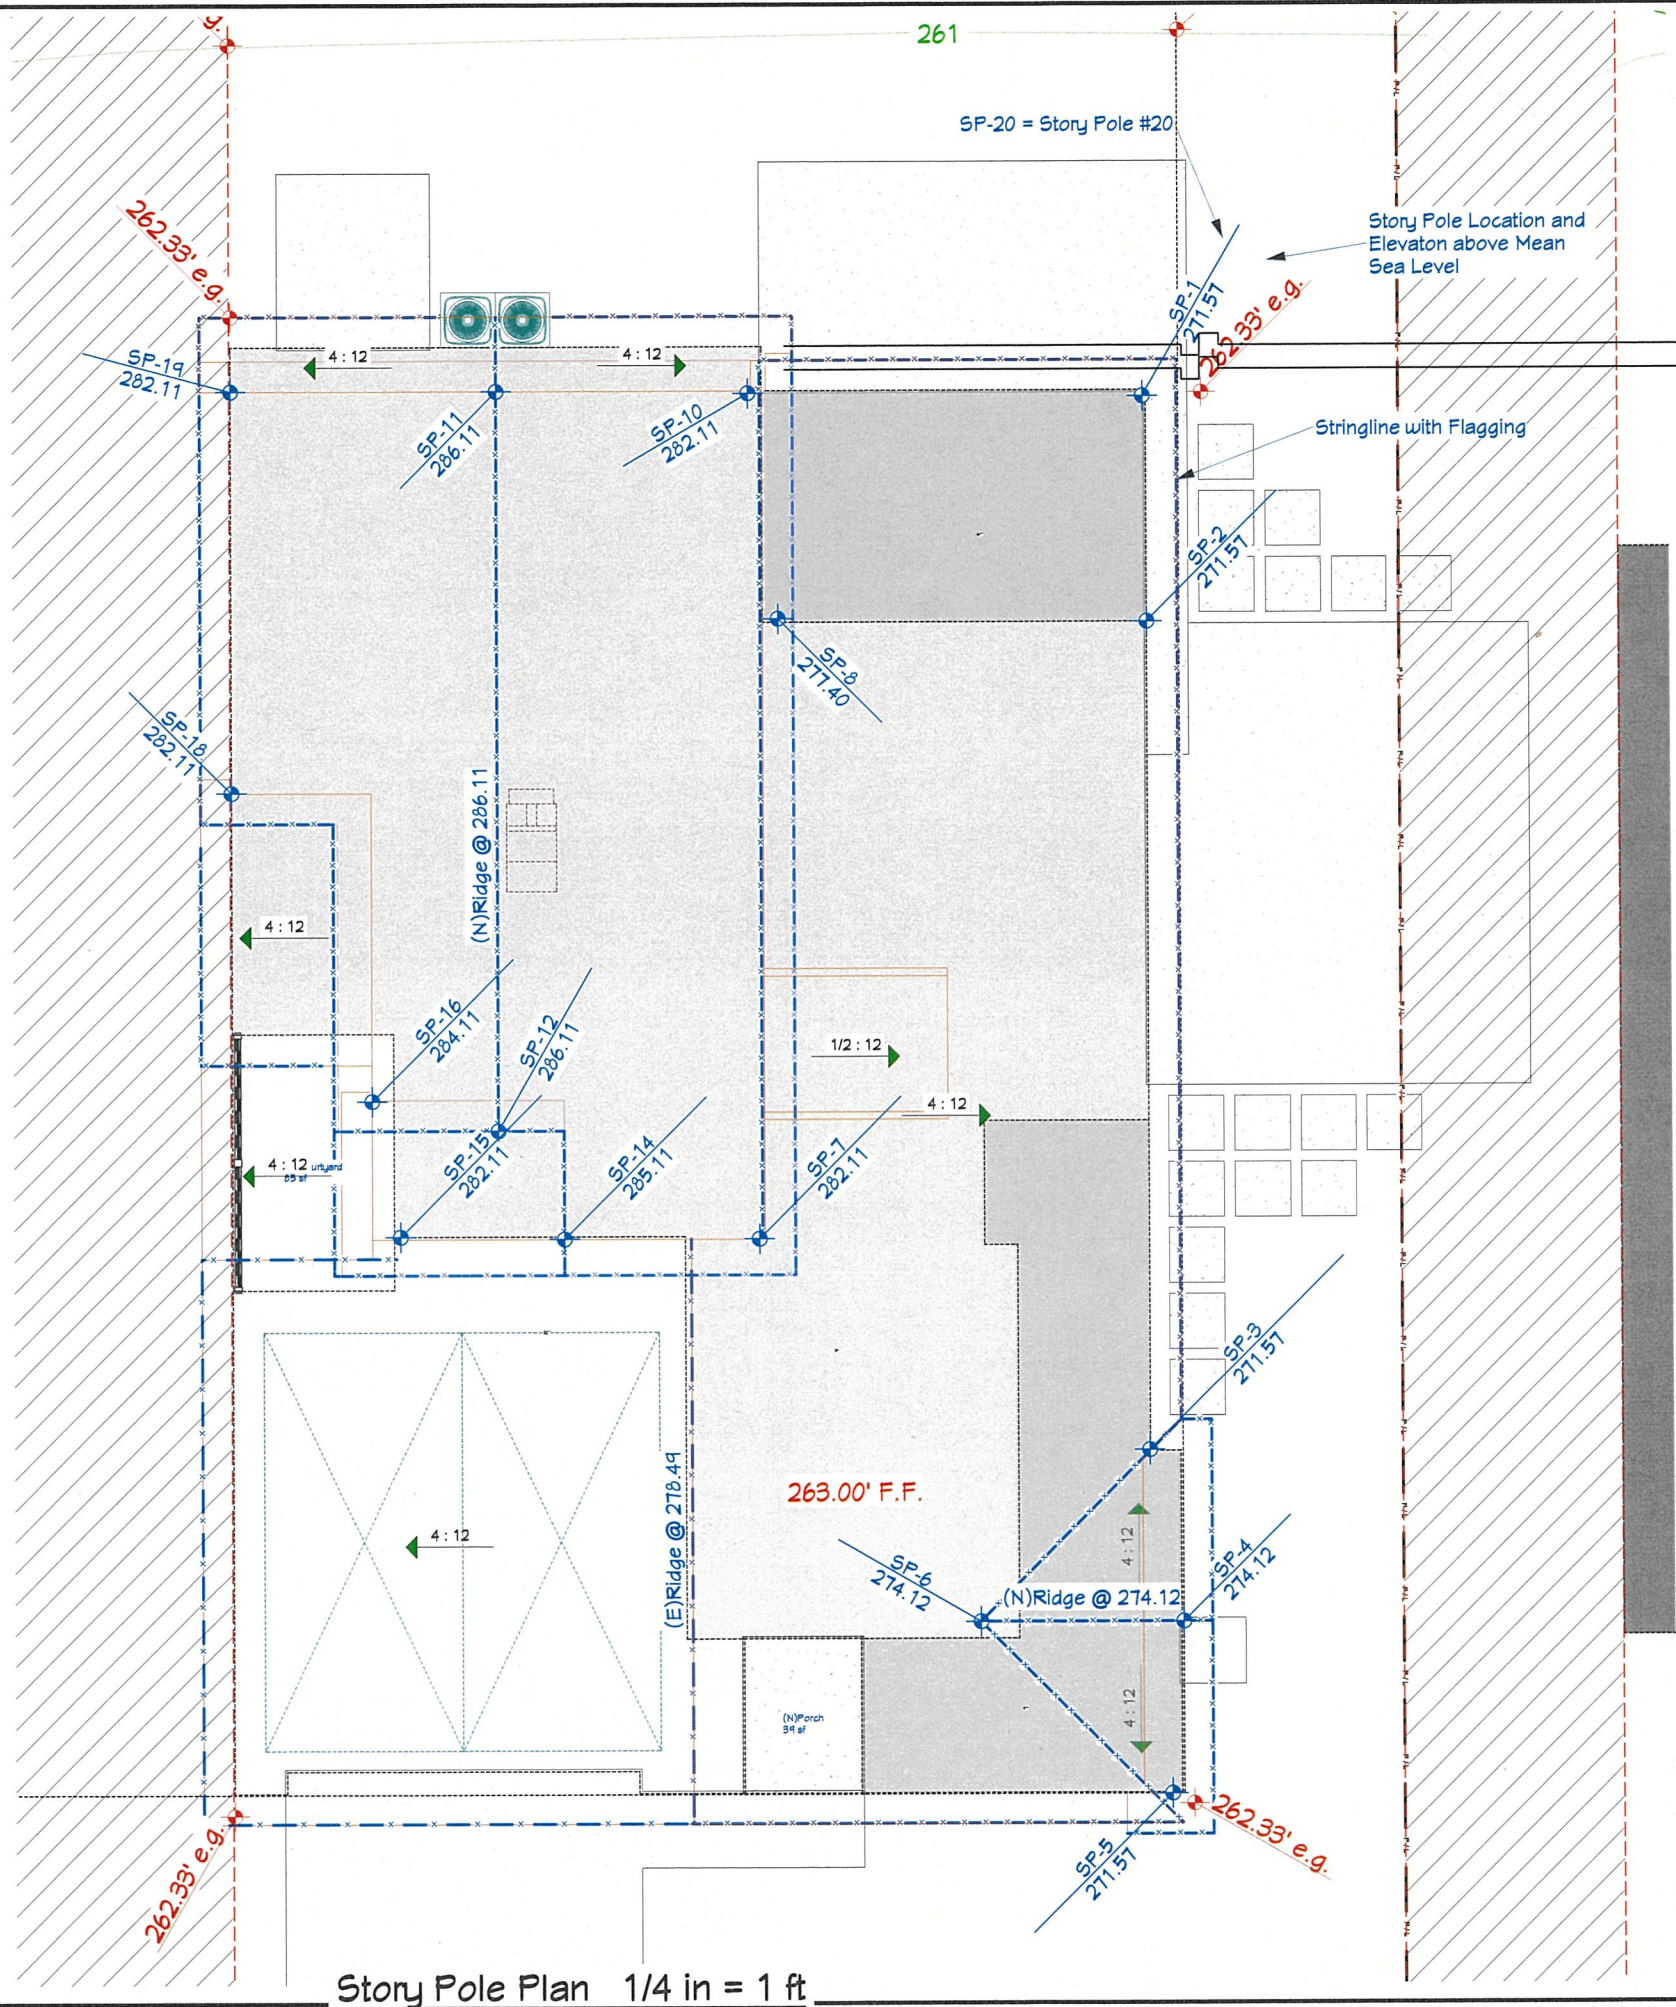 g.
261
SP-20 = Story Pole #20
262.33' e.g.
Story Pole Location and
Elevaton above Mean
Sea Level
SP-1
271.57
262.33' e.g.
SP-19
282.11
4 : 12
4 : 12
SP-11
286.11
SP-10
282.11
Stringline with Flagging
SP-2
271.57
SP-8
277.40
SP-18
282.11
(N)Ridge @ 286.11
4 : 12
SP-16
284.11
SP-12
286.11
1/2 : 12
4 : 12
SP-15
282.11
SP-14
285.11
SP-7
282.11
4 : 12
urtyard
85 sf
SP-3
271.57
(E)Ridge @ 278.49
263.00' F.F.
4 : 12
4 : 12
SP-6
274.12
(N)Ridge @ 274.12
SP-4
274.12
4 : 12
(N)Porch
39 sf
262.33' e.g.
262.33' e.g.
SP-5
271.57
Story Pole Plan 1/4 in = 1 ft